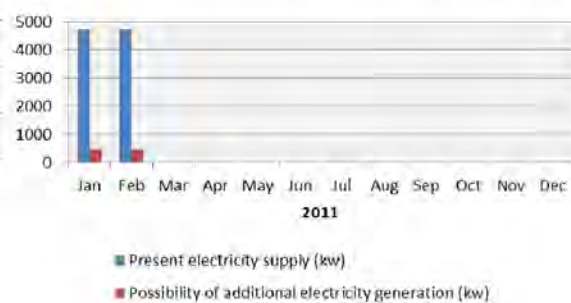 5000
4000
3000
2000
1000
0
Jan Feb Mar Apr May Jun Jul Aug Sep Oct Nov Dec
2011
Present electricity supply (kw)
Possibility of additional electricity generation (kw)